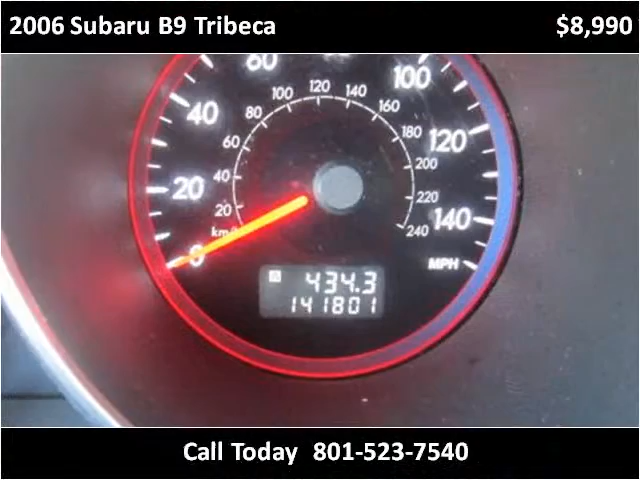 2006 Subaru B9 Tribeca $8,990
60 100
100 120 140
40 80 160
60 180 120
40 200
20 20 220 140
km/h 240
0 MPH
A 434.3
141801
Call Today 801-523-7540